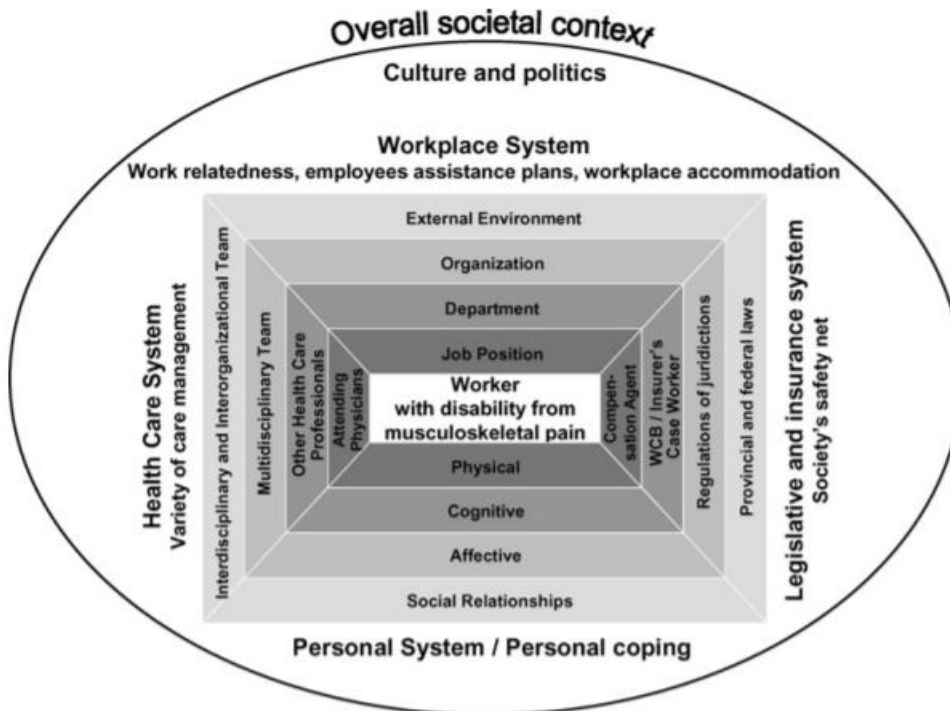 Overall societal context
Culture and politics
Workplace System
Work relatedness, employees assistance plans, workplace accommodation
External Environment
Organization
Department
Job Position
Health Care System
Variety of care management
Interdisciplinary and Interorganizational Team
Multidisciplinary Team
Other Health Care
Professionals
Attending
Physicians
Worker
with disability from
musculoskeletal pain
Compen-
sation Agent
WCB / Insurer's
Case Worker
Regulations of juridictions
Provincial and federal laws
Legislative and insurance system
Society's safety net
Physical
Cognitive
Affective
Social Relationships
Personal System / Personal coping